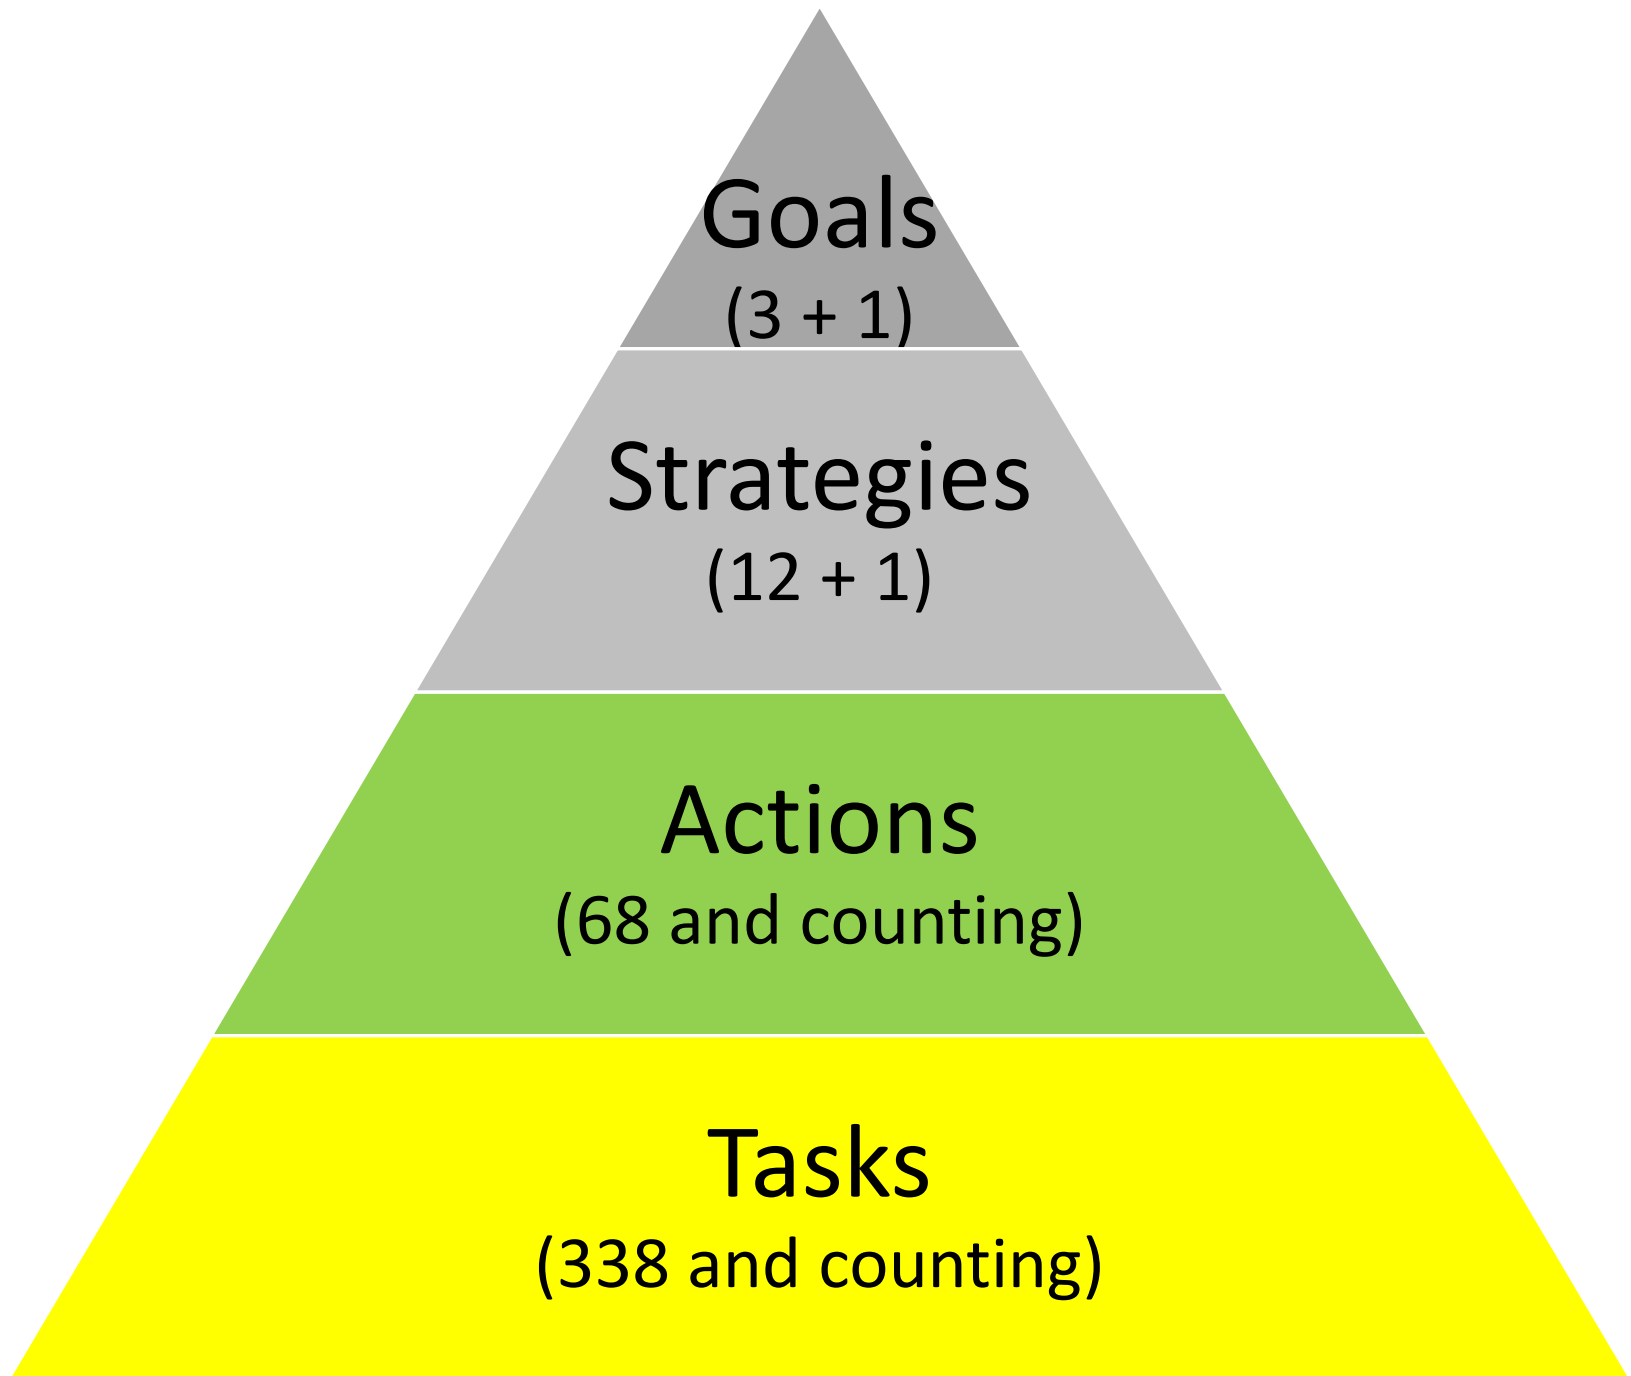 Goals
(3 + 1)
Strategies
(12 + 1)
Actions
(68 and counting)
Tasks
(338 and counting)